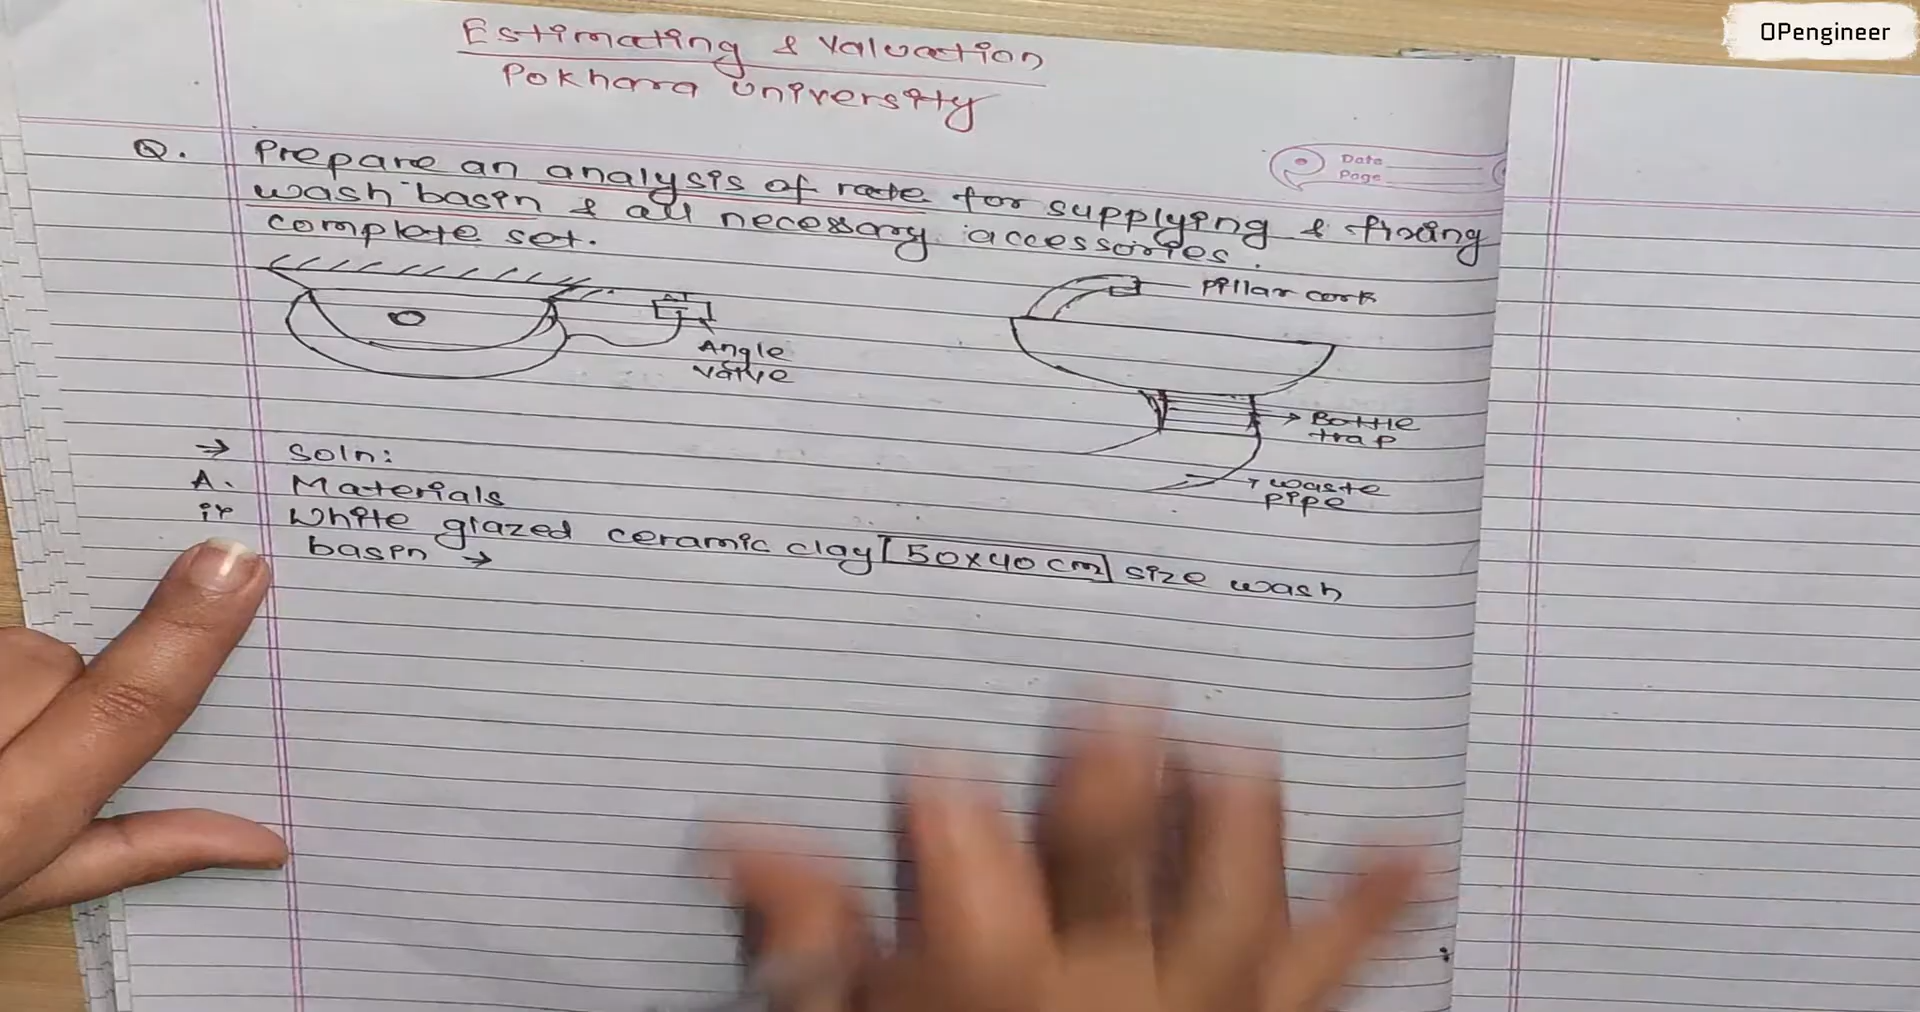 OPengineer
Estimating & Valuation
Pokhara University
Date
Page
Q. Prepare an analysis of rate for supplying & fixing
wash basin & all necessary accessories.
complete set.
Pillar cork
Angle
valve
Bottle
trap
waste
pipe
→ Soln:
A. Materials
i> White glazed ceramic clay [50x40 cm] size wash
basin →